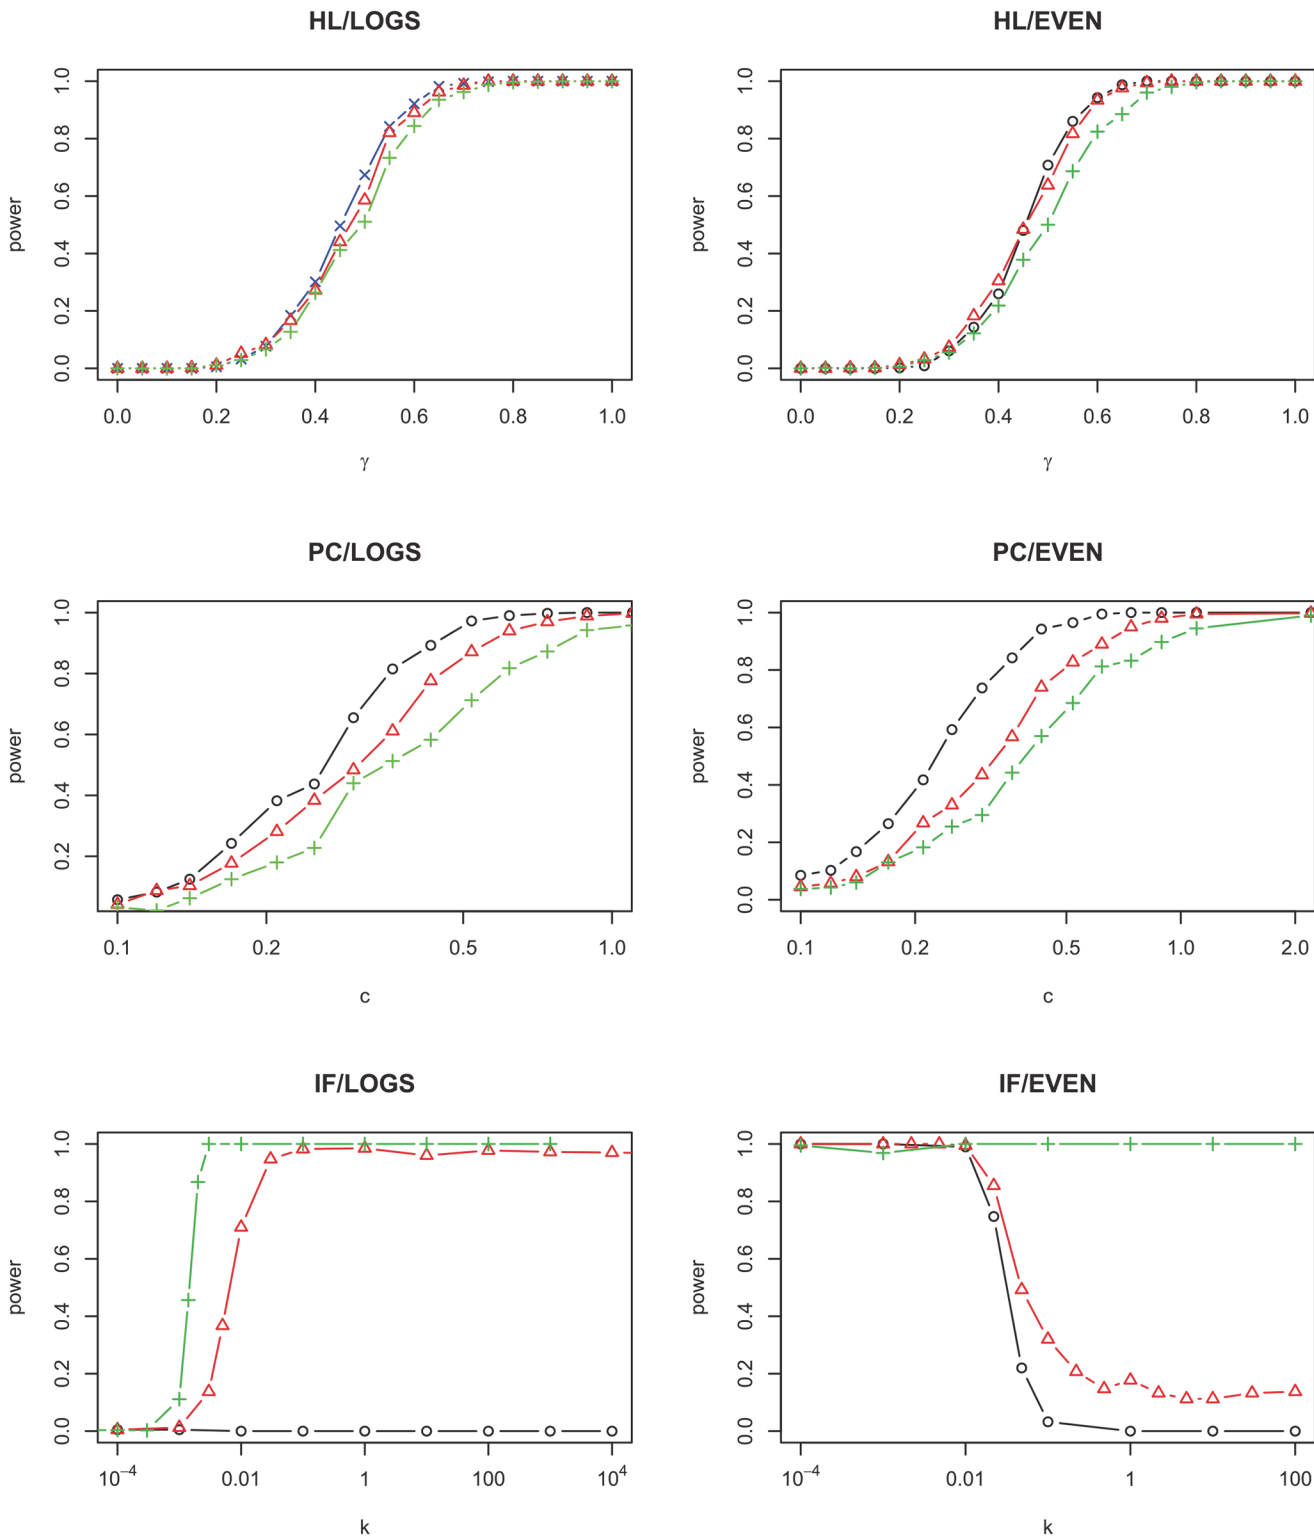 HL/LOGS
power
1.0
0.8
0.6
0.4
0.2
0.0
0.0 0.2 0.4 0.6 0.8 1.0
γ
HL/EVEN
power
1.0
0.8
0.6
0.4
0.2
0.0
0.0 0.2 0.4 0.6 0.8 1.0
γ
PC/LOGS
power
1.0
0.8
0.6
0.4
0.2
0.1 0.2 0.5 1.0
c
PC/EVEN
power
1.0
0.8
0.6
0.4
0.2
0.0
0.1 0.2 0.5 1.0 2.0
c
IF/LOGS
power
1.0
0.8
0.6
0.4
0.2
0.0
10⁻⁴ 0.01 1 100 10⁴
k
IF/EVEN
power
1.0
0.8
0.6
0.4
0.2
0.0
10⁻⁴ 0.01 1 100
k